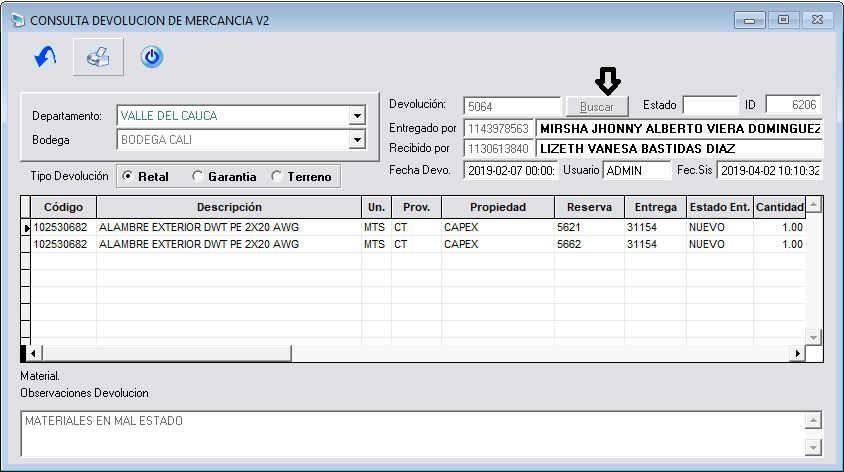 CONSULTA DEVOLUCION DE MERCANCIA V2
Departamento: VALLE DEL CAUCA
Bodega BODEGA CALI
Devolución: 5064 Buscar Estado ID 6206
Entregado por 1143978563 MIRSHA JHONNY ALBERTO VIERA DOMINGUEZ
Recibido por 1130613840 LIZETH VANESA BASTIDAS DIAZ
Fecha Devo. 2019-02-07 00:00: Usuario ADMIN Fec.Sis 2019-04-02 10:10:32
Tipo Devolución Retal Garantia Terreno
Código Descripción Un. Prov. Propiedad Reserva Entrega Estado Ent. Cantidad
102530682 ALAMBRE EXTERIOR DWT PE 2X20 AWG MTS CT CAPEX 5621 31154 NUEVO 1.00
102530682 ALAMBRE EXTERIOR DWT PE 2X20 AWG MTS CT CAPEX 5662 31154 NUEVO 1.00
Material.
Observaciones Devolucion
MATERIALES EN MAL ESTADO